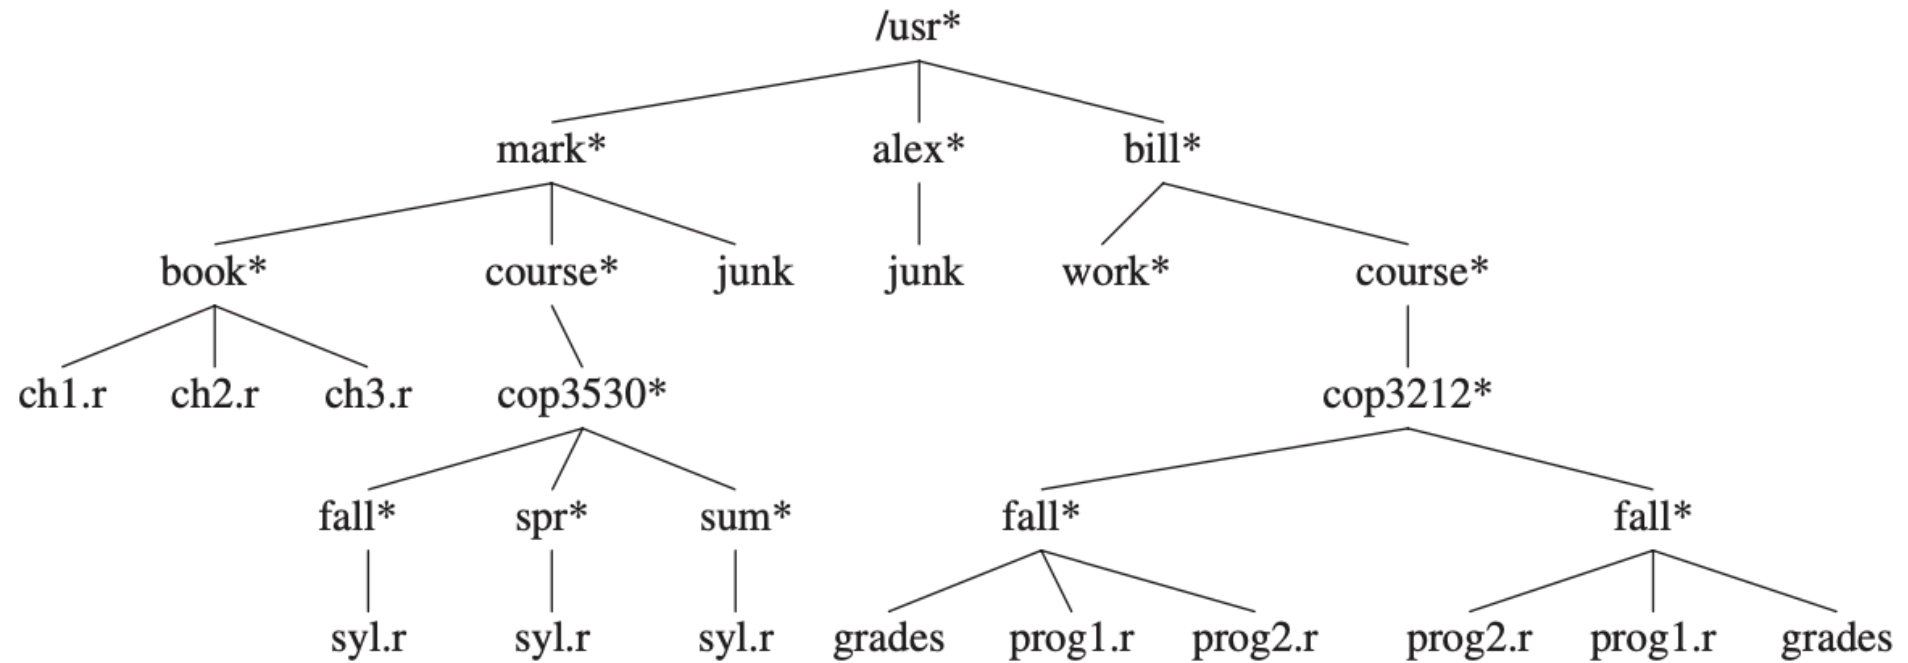 /usr*
mark* alex* bill*
book* course* junk junk work* course*
ch1.r ch2.r ch3.r cop3530* cop3212*
fall* spr* sum* fall* fall*
syl.r syl.r syl.r grades prog1.r prog2.r prog2.r prog1.r grades